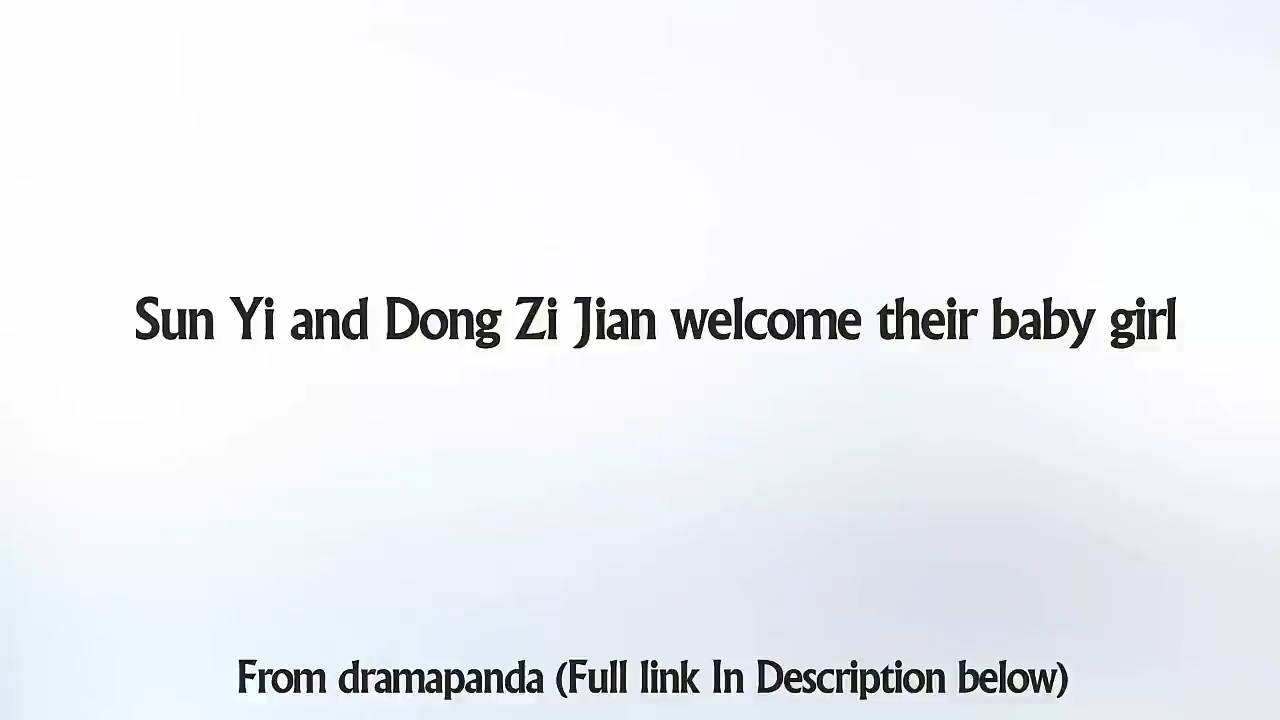 Sun Yi and Dong Zi Jian welcome their baby girl
From dramapanda (Full link In Description below)